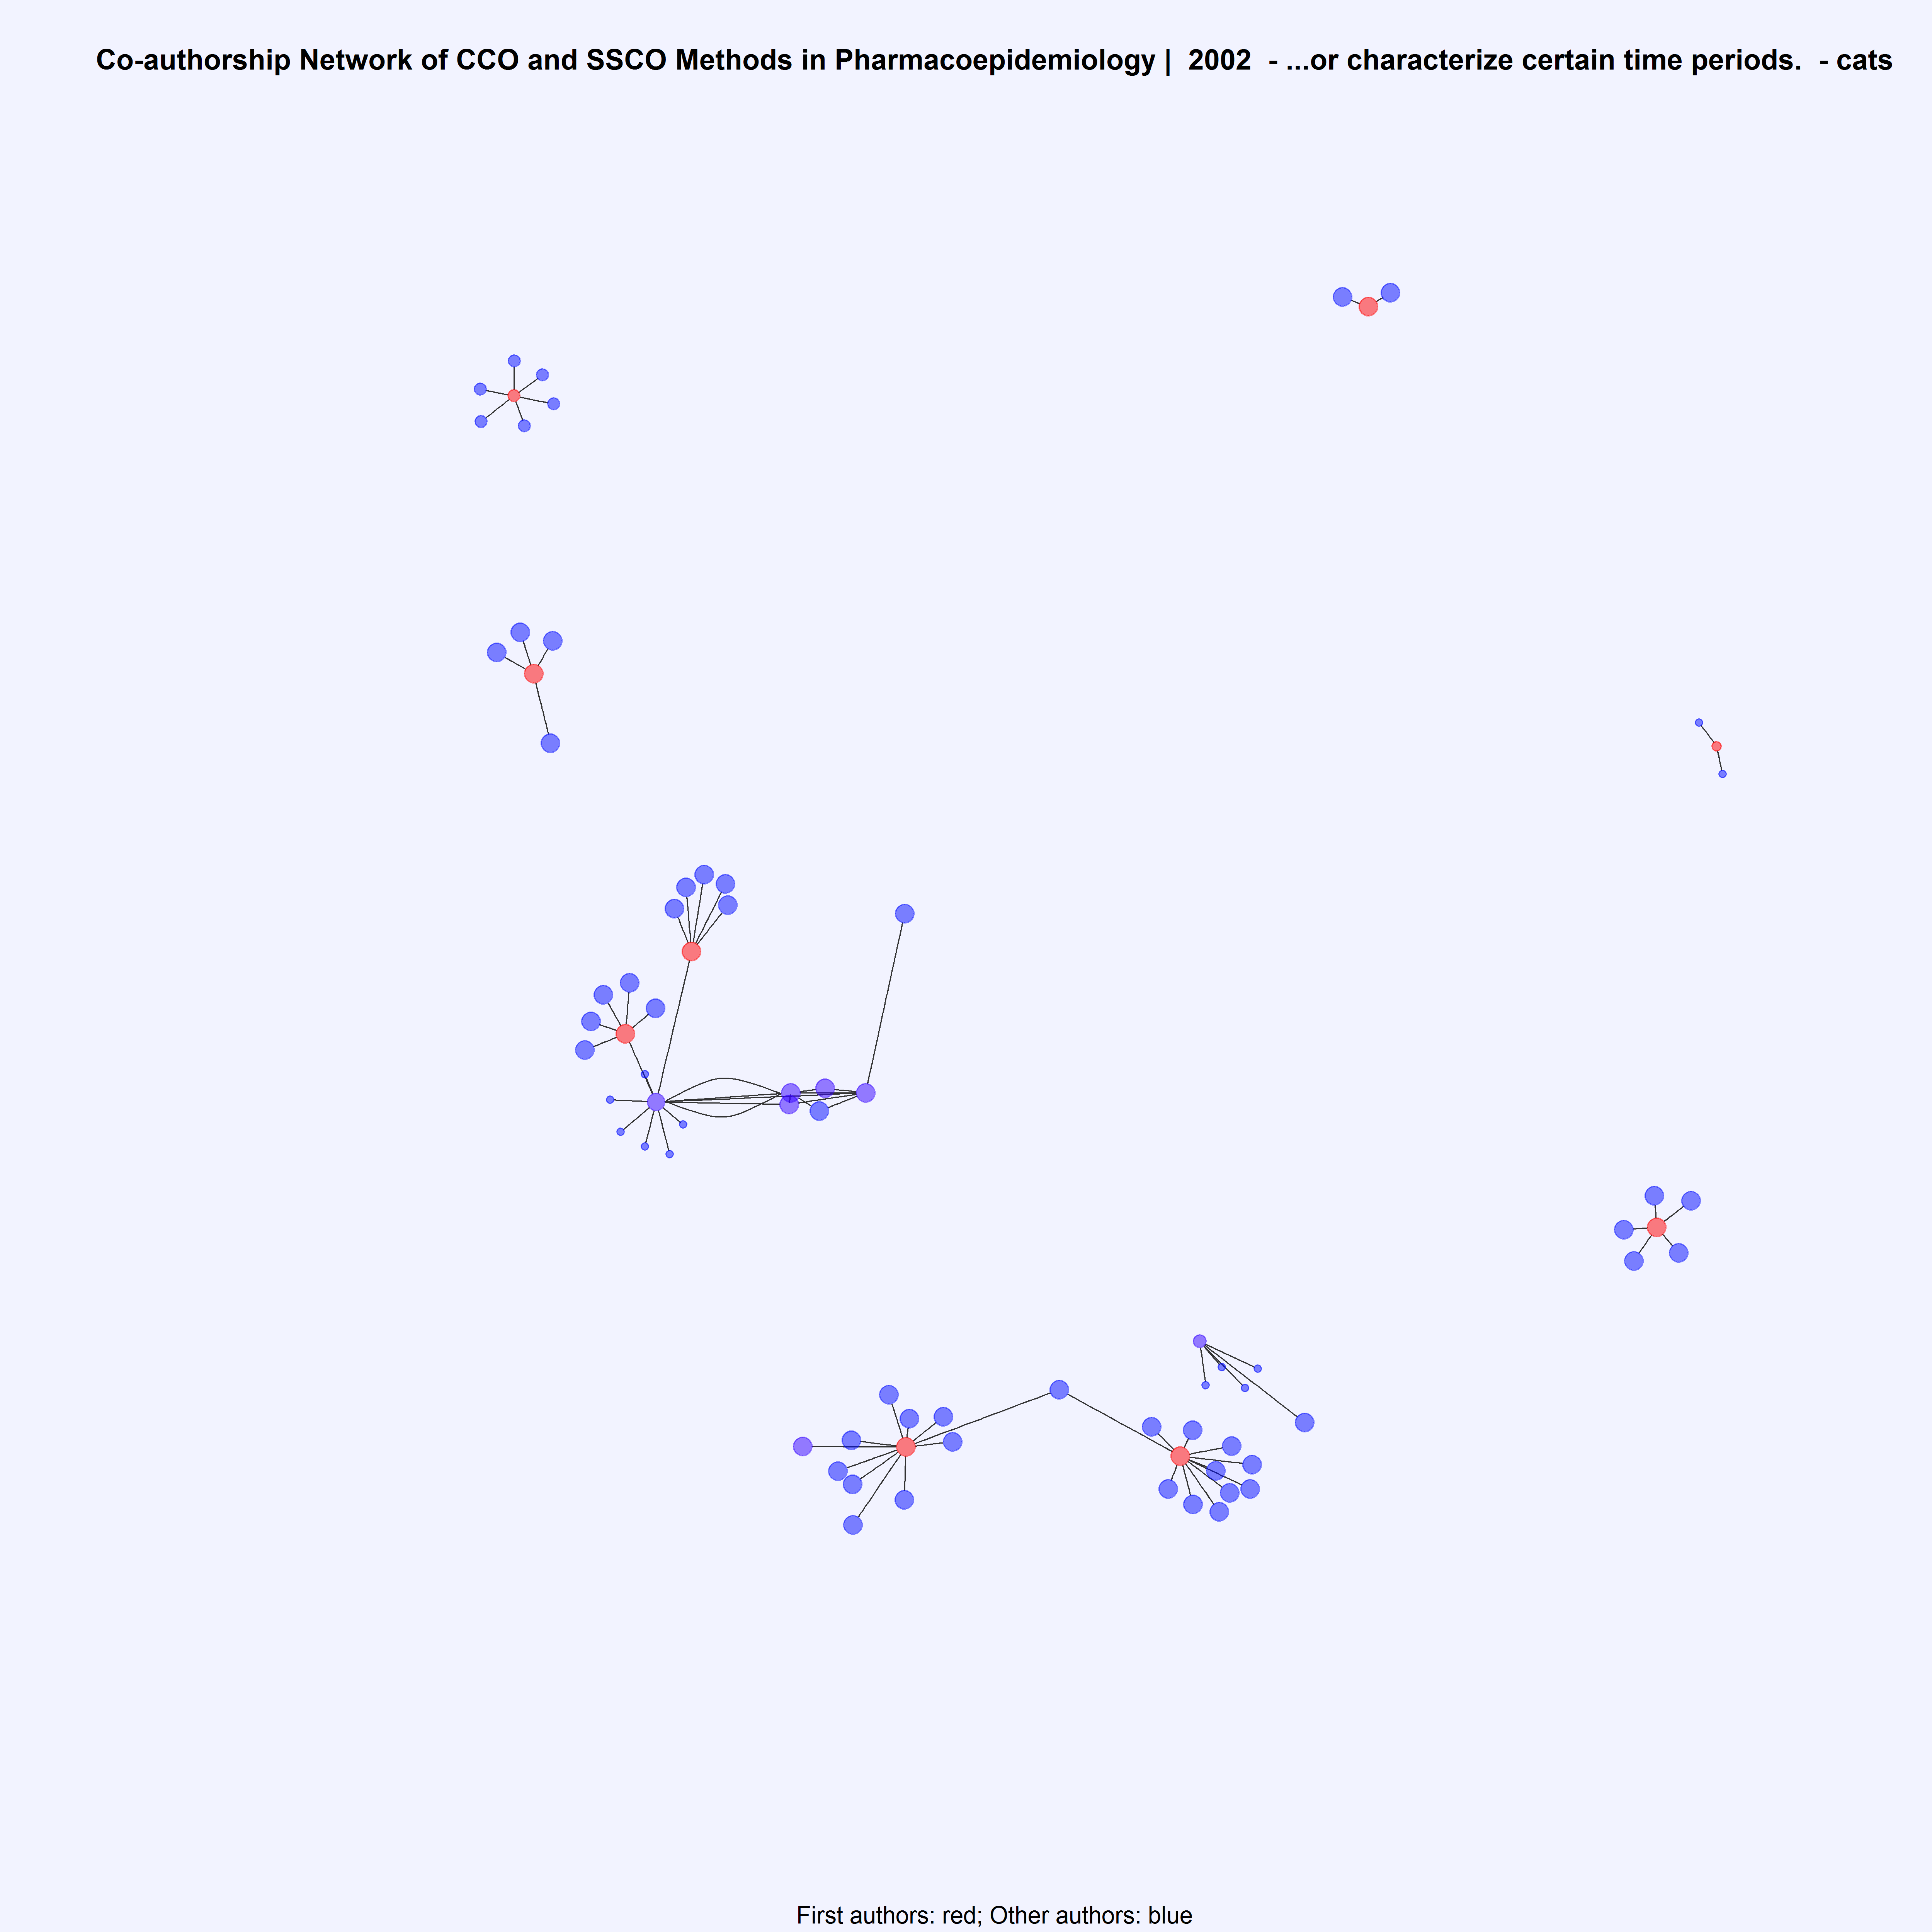 Co-authorship Network of CCO and SSCO Methods in Pharmacoepidemiology |  2002  - ...or characterize certain time periods.  - cats
First authors: red; Other authors: blue